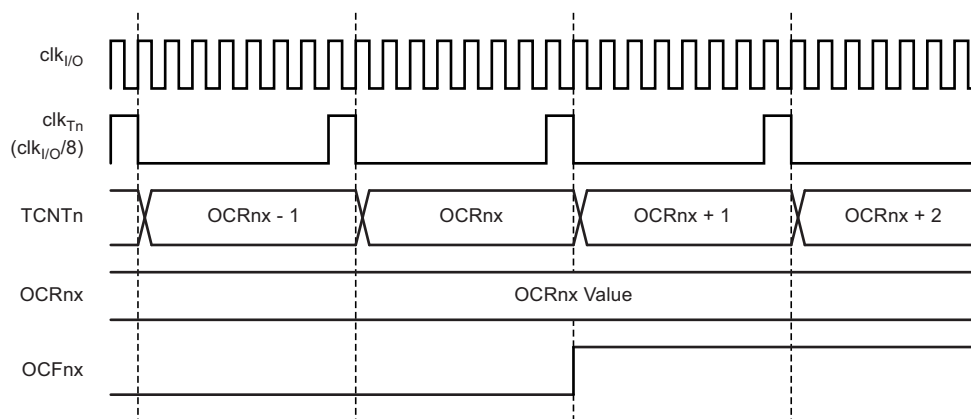 clkI/O
clkTn
(clkI/O/8)
TCNTn OCRnx - 1 OCRnx OCRnx + 1 OCRnx + 2
OCRnx OCRnx Value
OCFnx